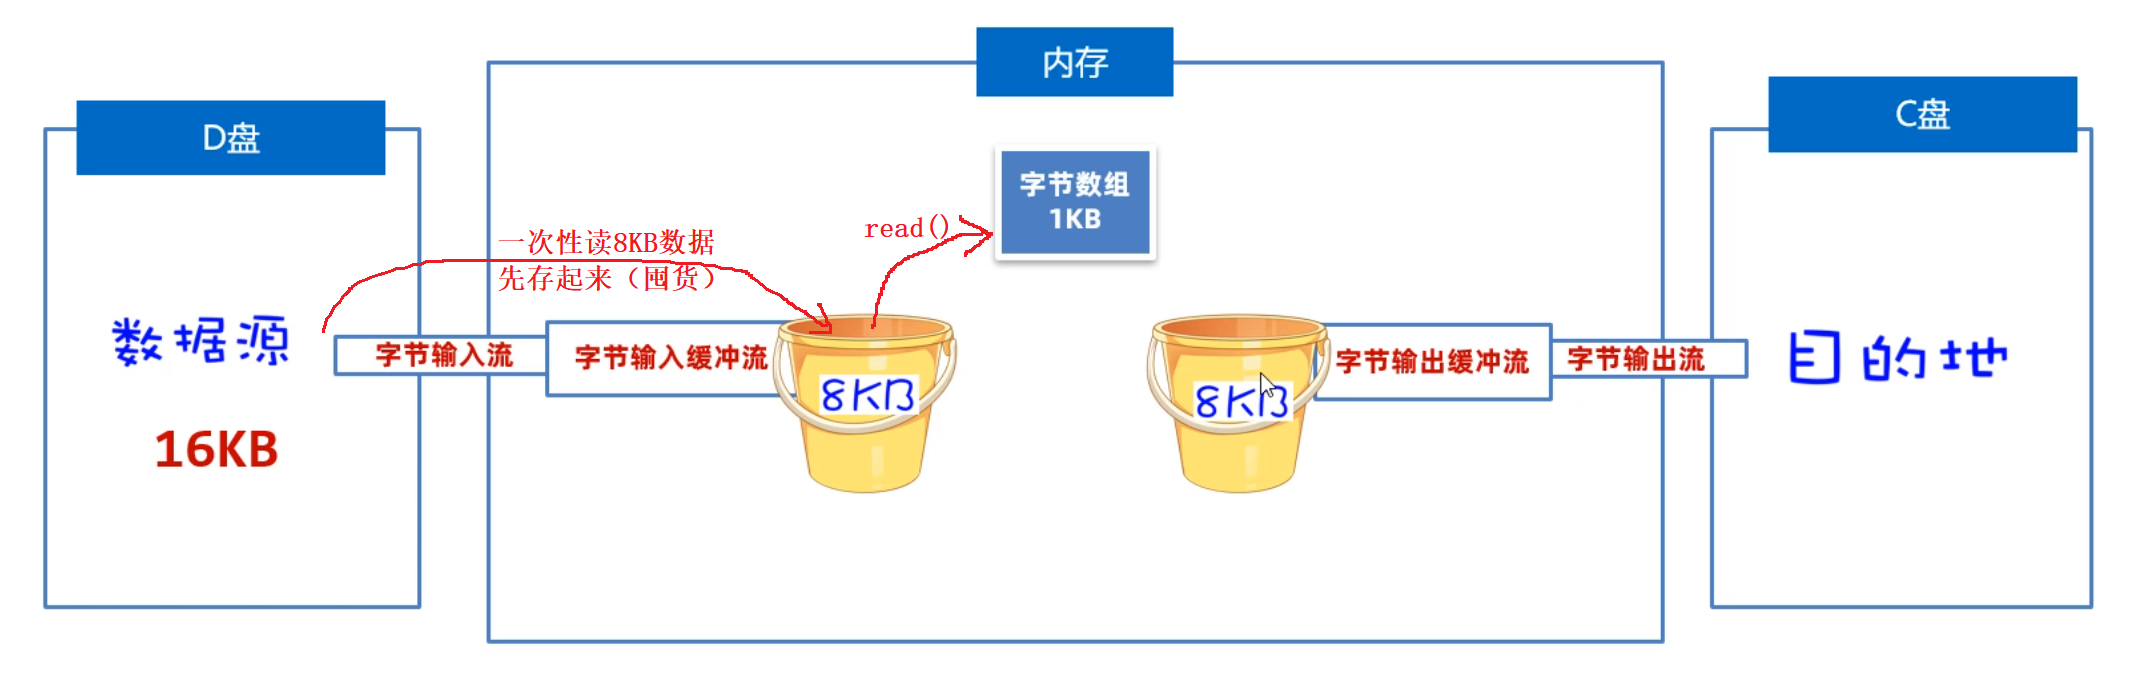 内存
D盘
C盘
字节数组
1KB
read()
一次性读8KB数据
先存起来（囤货）
数据源
字节输入流
字节输入缓冲流
8KB
8KB
字节输出缓冲流
字节输出流
目的地
16KB